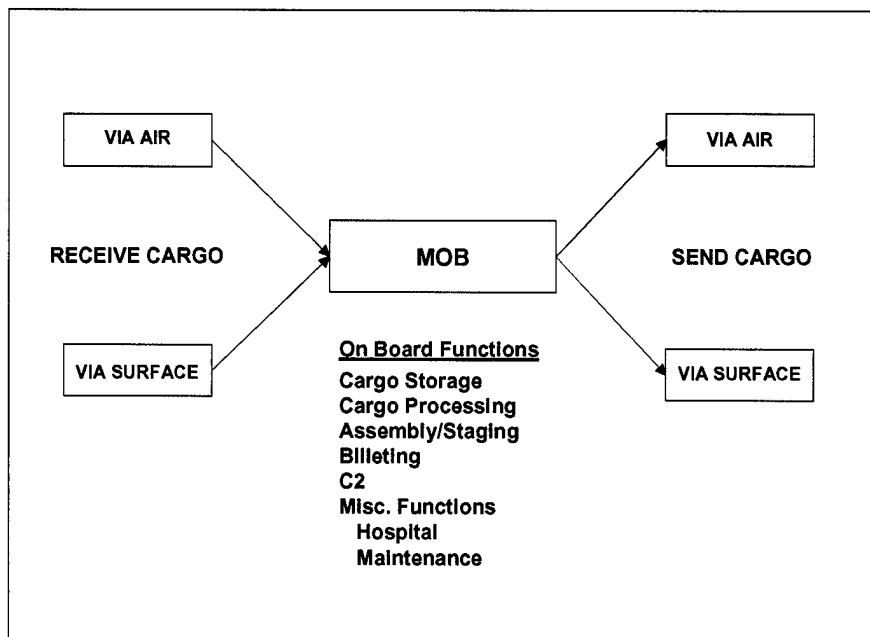 VIA AIR
VIA AIR
RECEIVE CARGO
MOB
SEND CARGO
VIA SURFACE
VIA SURFACE
On Board Functions
Cargo Storage
Cargo Processing
Assembly/Staging
Billeting
C2
Misc. Functions
Hospital
Maintenance